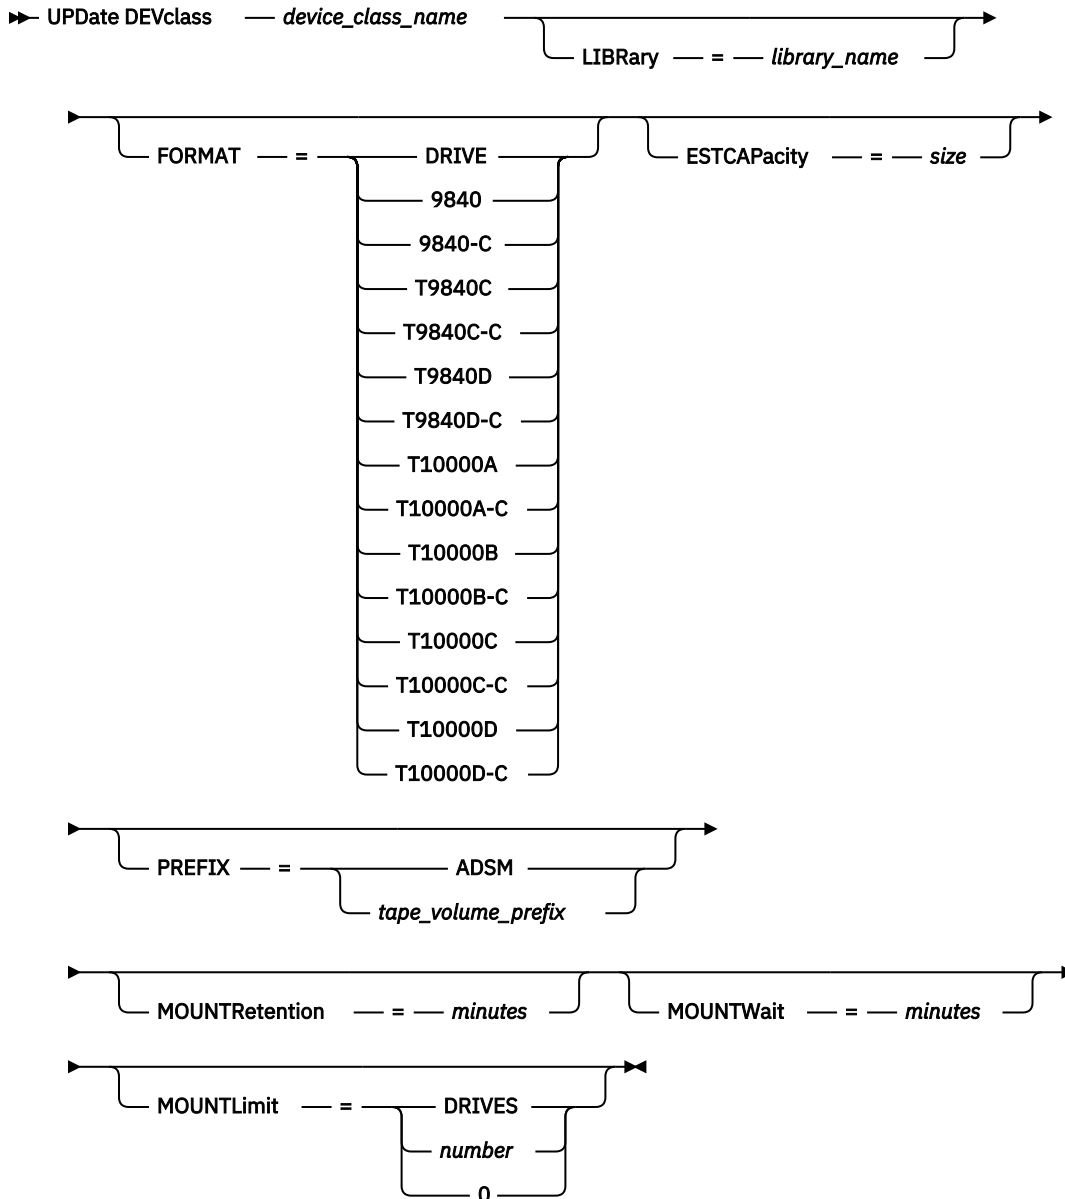 UPDate DEVclass device_class_name
LIBRary = library_name
FORMAT = DRIVE
9840
9840-C
T9840C
T9840C-C
T9840D
T9840D-C
T10000A
T10000A-C
T10000B
T10000B-C
T10000C
T10000C-C
T10000D
T10000D-C
ESTCAPacity = size
PREFIX = ADSM
tape_volume_prefix
MOUNTRetention = minutes
MOUNTWait = minutes
MOUNTLimit = DRIVES
number
0